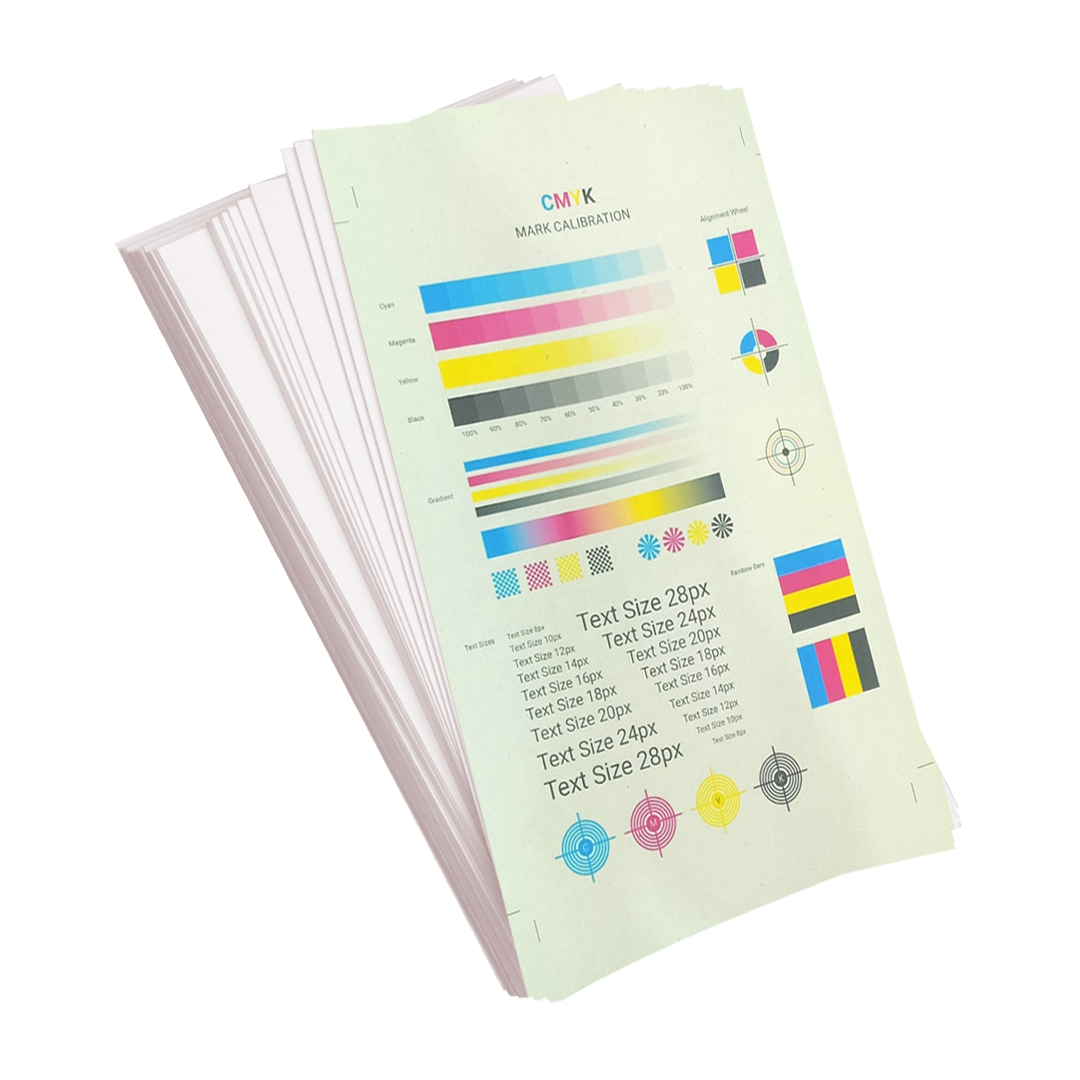 CMYK
MARK CALIBRATION
Alignment Wheel
Cyan
Magenta
Yellow
Black
100% 90% 80% 70% 60% 50% 40% 30% 20% 10%
Gradient
Rainbow Bars
Text Sizes
Text Size 8px
Text Size 10px
Text Size 12px
Text Size 14px
Text Size 16px
Text Size 18px
Text Size 20px
Text Size 24px
Text Size 28px
Text Size 28px
Text Size 24px
Text Size 20px
Text Size 18px
Text Size 16px
Text Size 14px
Text Size 12px
Text Size 10px
Text Size 8px
C
M
Y
K